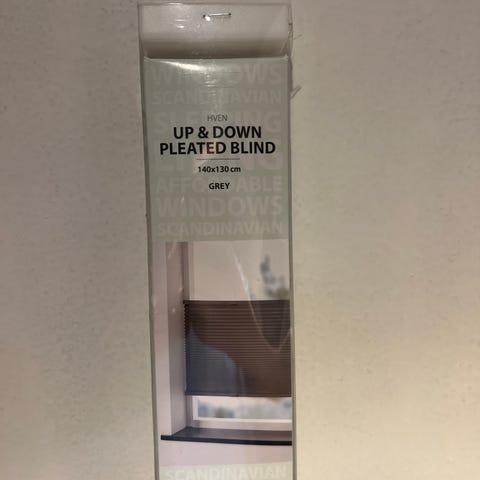 WINDOWS
SCANDINAVIAN
HVEN
UP & DOWN
PLEATED BLIND
140x130 cm
GREY
AFFORDABLE
WINDOWS
SCANDINAVIAN
SCANDINAVIAN